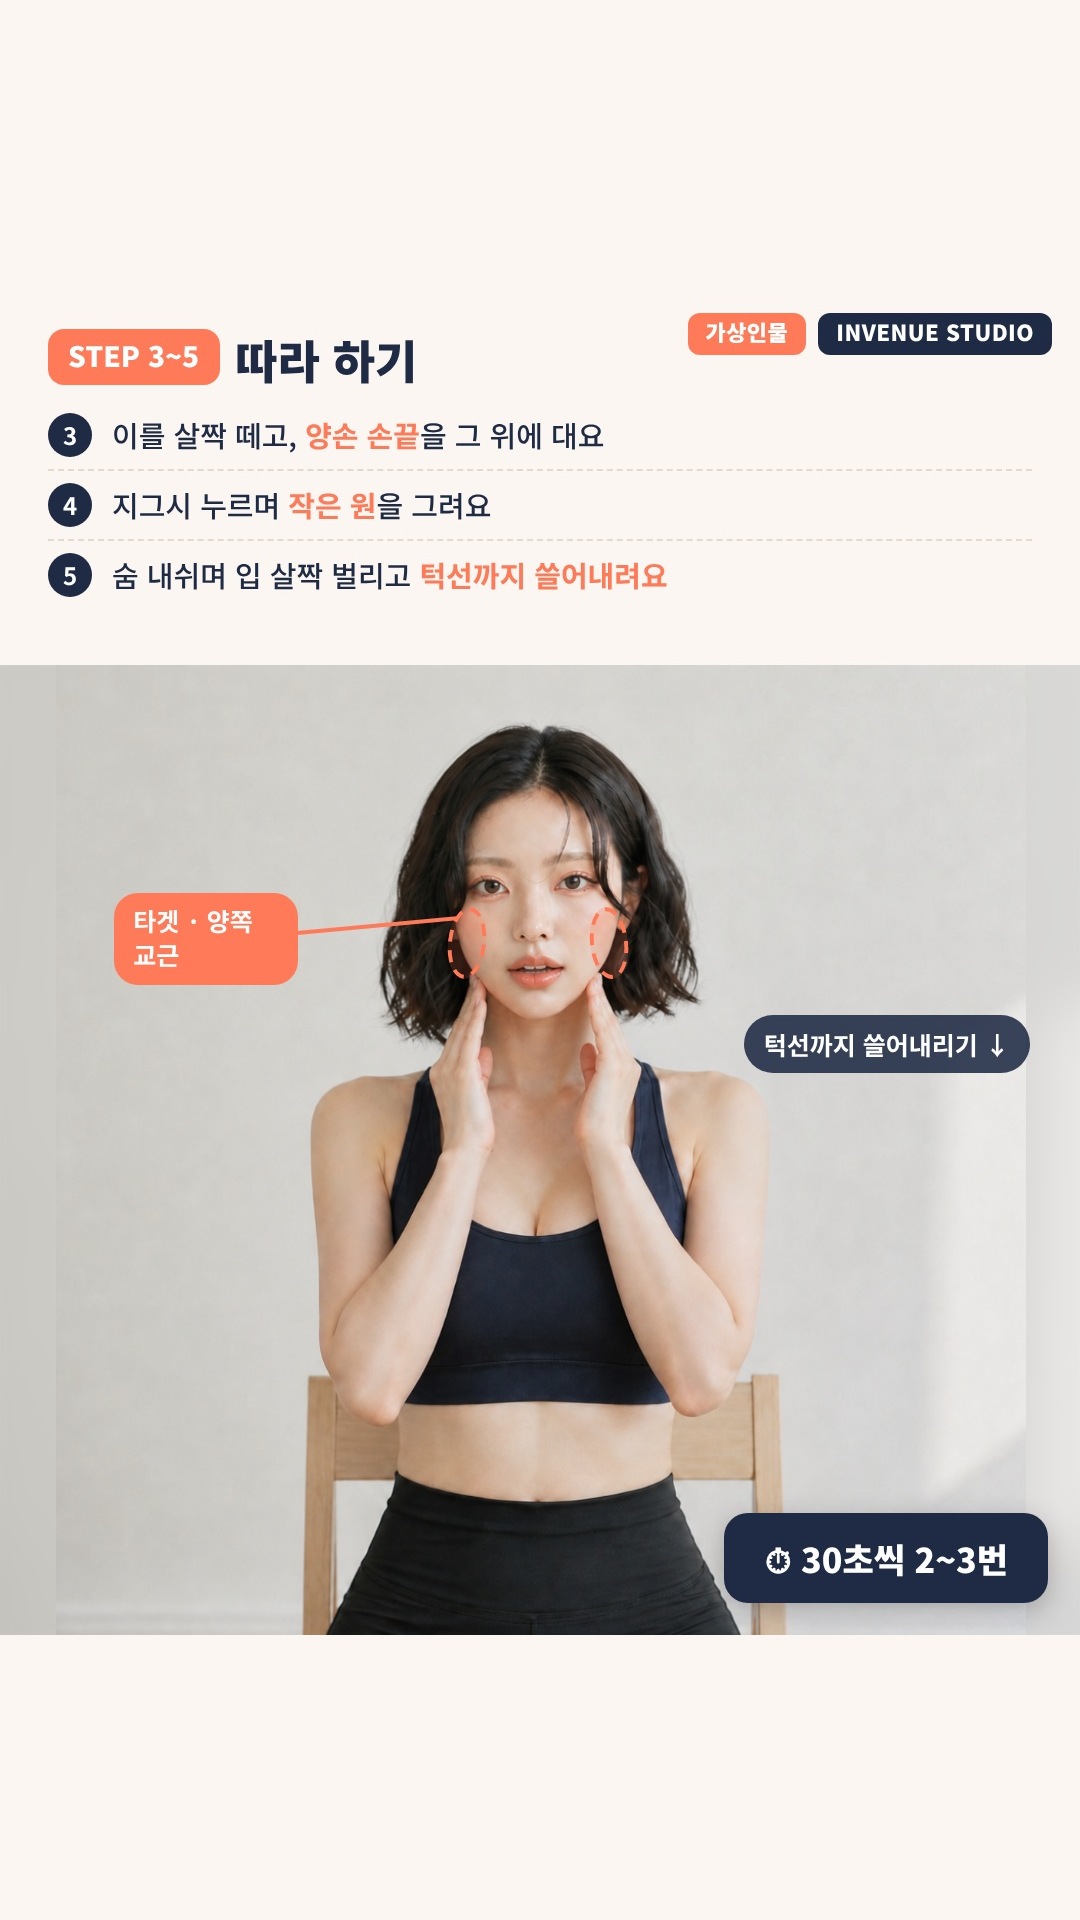 가상인물
INVENUE STUDIO
STEP 3~5 따라 하기
3 이를 살짝 떼고, 양손 손끝을 그 위에 대요
4 지그시 누르며 작은 원을 그려요
5 숨 내쉬며 입 살짝 벌리고 턱선까지 쓸어내려요
타겟 · 양쪽
교근
턱선까지 쓸어내리기 ↓
⏱ 30초씩 2~3번